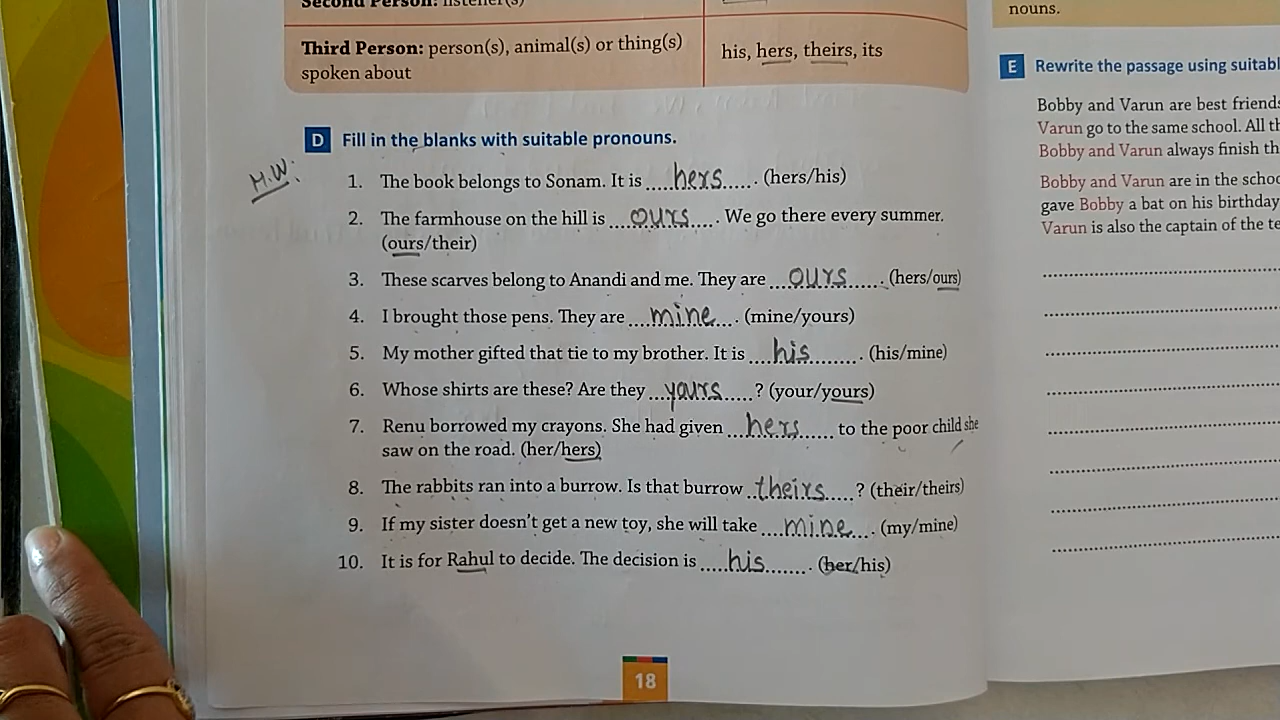 Second Person: listener(s)
Third Person: person(s), animal(s) or thing(s)
spoken about
his, hers, theirs, its
D Fill in the blanks with suitable pronouns.
H.W.
1. The book belongs to Sonam. It is ....hers..... . (hers/his)
2. The farmhouse on the hill is ...ours.... . We go there every summer.
(ours/their)
3. These scarves belong to Anandi and me. They are ...ours...... . (hers/ours)
4. I brought those pens. They are ....mine... . (mine/yours)
5. My mother gifted that tie to my brother. It is ....his......... . (his/mine)
6. Whose shirts are these? Are they ...yours.....? (your/yours)
7. Renu borrowed my crayons. She had given ...hers...... to the poor child she
saw on the road. (her/hers)
8. The rabbits ran into a burrow. Is that burrow ..theirs.....? (their/theirs)
9. If my sister doesn't get a new toy, she will take ....mine.... . (my/mine)
10. It is for Rahul to decide. The decision is .....his....... . (her/his)
18
nouns.
E Rewrite the passage using suitabl
Bobby and Varun are best friends
Varun go to the same school. All th
Bobby and Varun always finish th
Bobby and Varun are in the schoo
gave Bobby a bat on his birthday
Varun is also the captain of the te